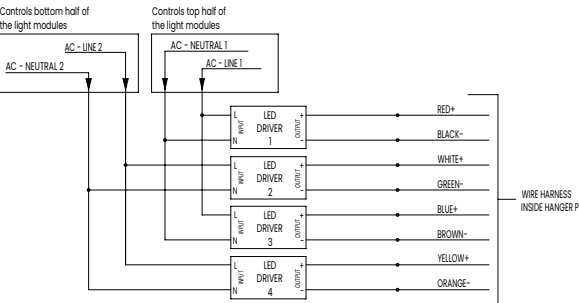 Controls bottom half of
the light modules
Controls top half of
the light modules
AC - LINE 2
AC - NEUTRAL 2
AC - NEUTRAL 1
AC - LINE 1
L
N
INPUT
LED
DRIVER
1
+
-
OUTPUT
RED+
BLACK-
L
N
INPUT
LED
DRIVER
2
+
-
OUTPUT
WHITE+
GREEN-
L
N
INPUT
LED
DRIVER
3
+
-
OUTPUT
BLUE+
BROWN-
L
N
INPUT
LED
DRIVER
4
+
-
OUTPUT
YELLOW+
ORANGE-
WIRE HARNESS
INSIDE HANGER P